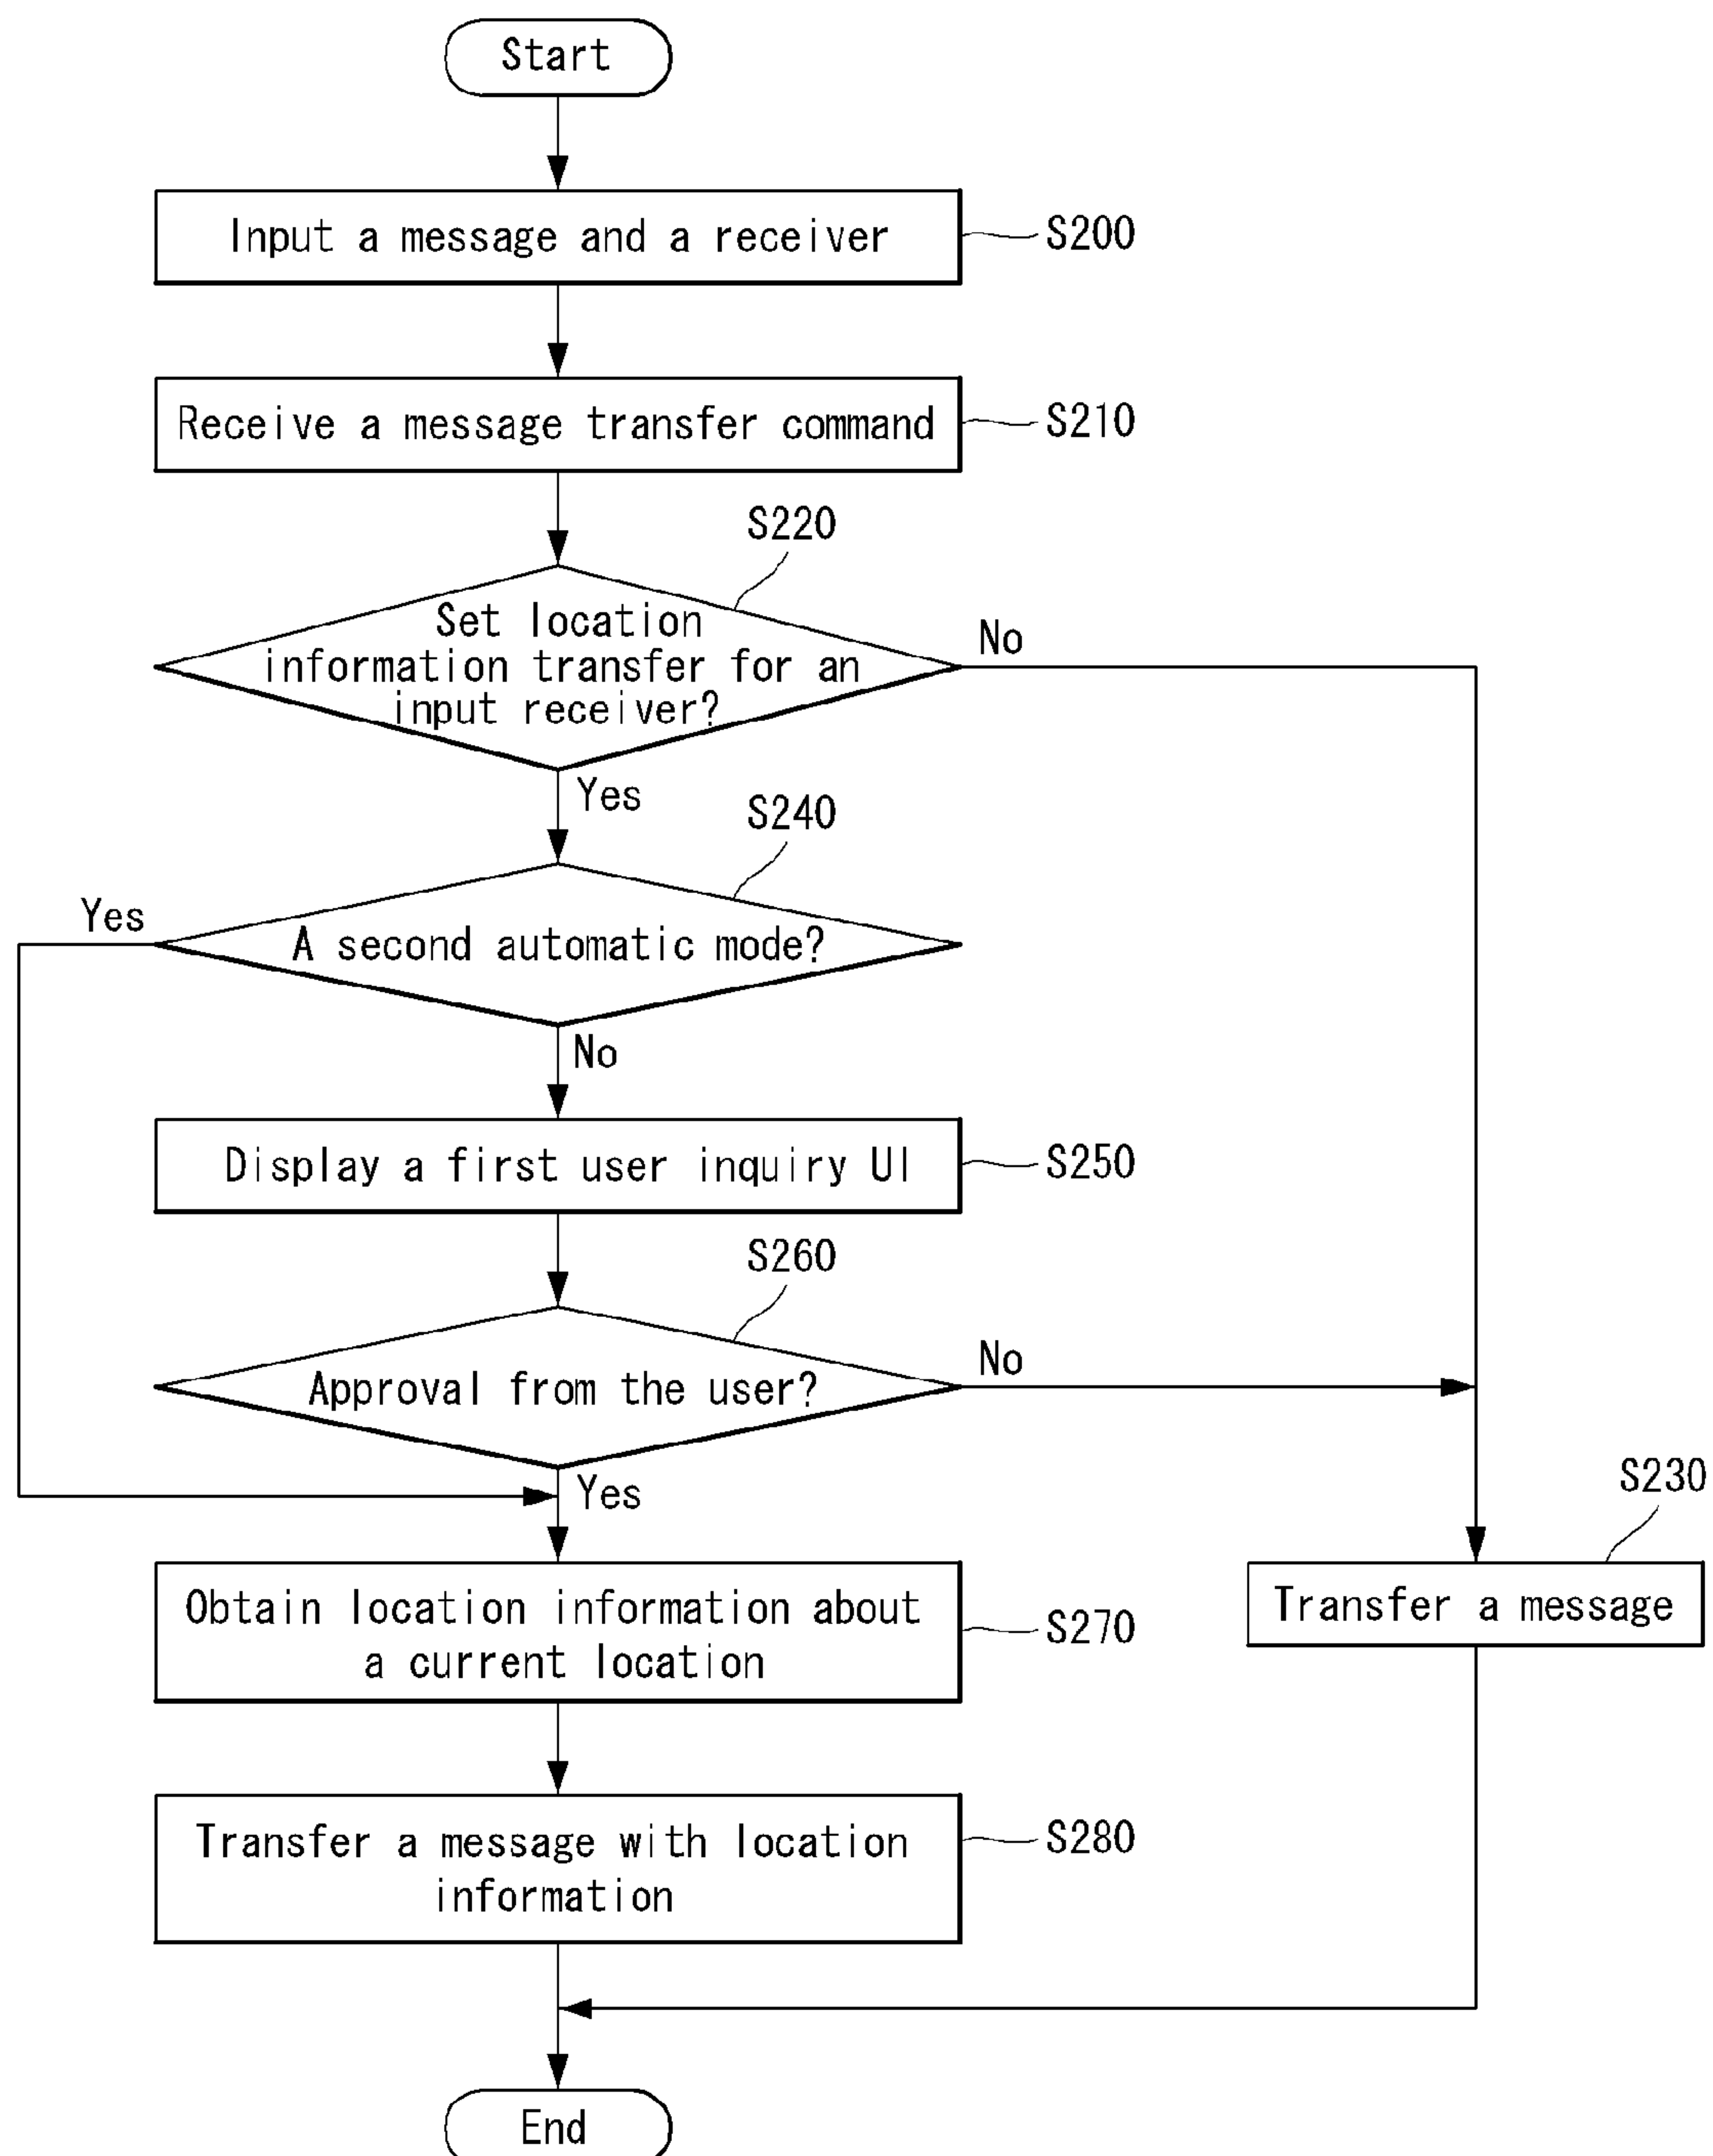 Start
Input a message and a receiver
S200
Receive a message transfer command
S210
S220
Set location
information transfer for an
input receiver?
No
Yes
S240
Yes
A second automatic mode?
No
Display a first user inquiry UI
S250
S260
Approval from the user?
No
Yes
S230
Obtain location information about
a current location
S270
Transfer a message
Transfer a message with location
information
S280
End